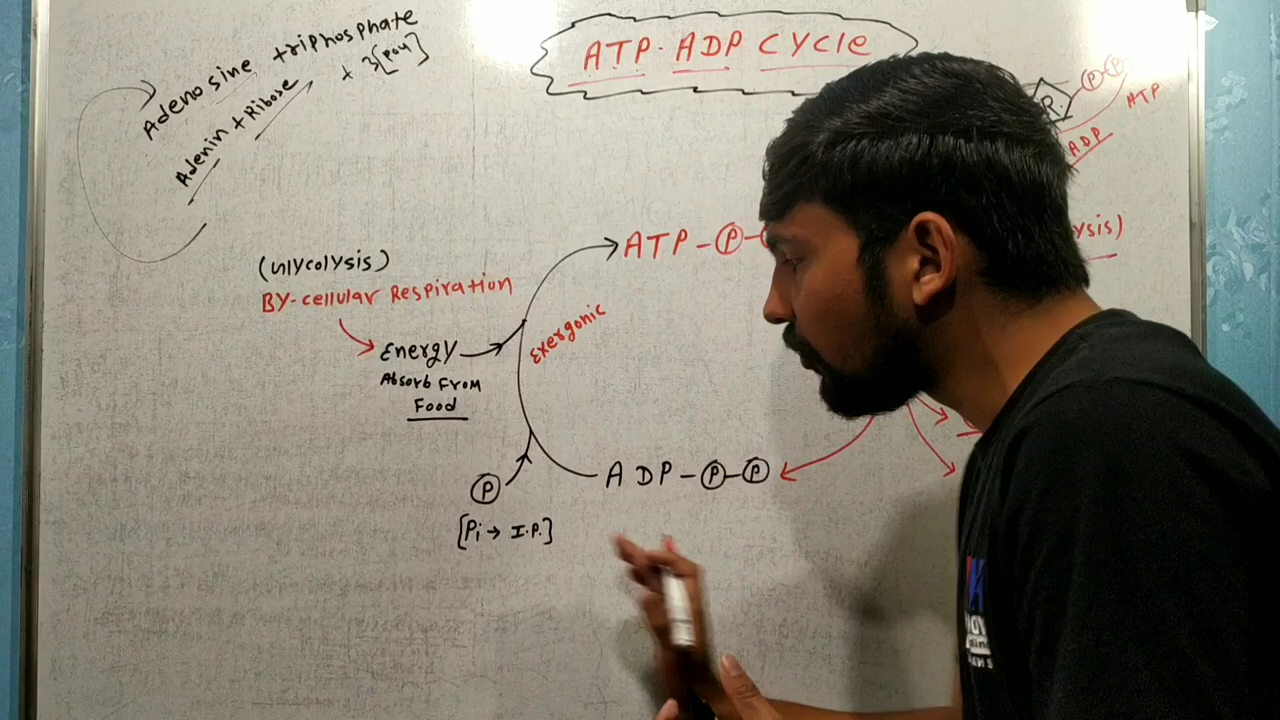 Adenosine triphosphate
Adenin + Ribose + 3[PO4]
ATP-ADP CYCLE
R. P P
ATP
ADP
(Glycolysis)
BY-cellular Respiration
Energy
Absorb From
Food
Exergonic
ATP-P-
ysis)
P
[Pi → I.P.]
ADP-P-P